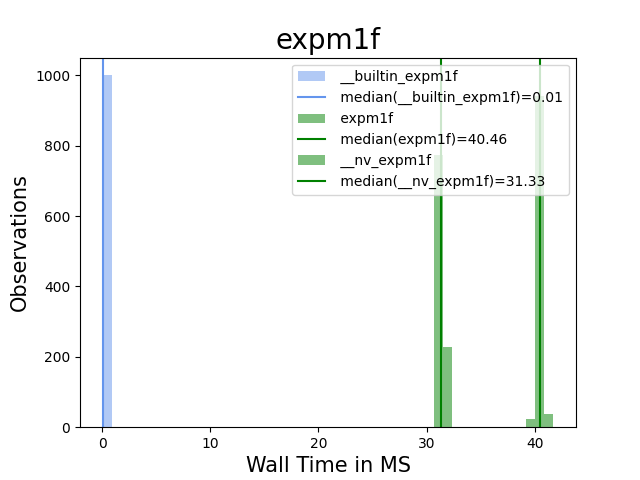 expm1f
1000
800
600
400
200
0
Observations
__builtin_expm1f
median(__builtin_expm1f)=0.01
expm1f
median(expm1f)=40.46
__nv_expm1f
median(__nv_expm1f)=31.33
0 10 20 30 40
Wall Time in MS